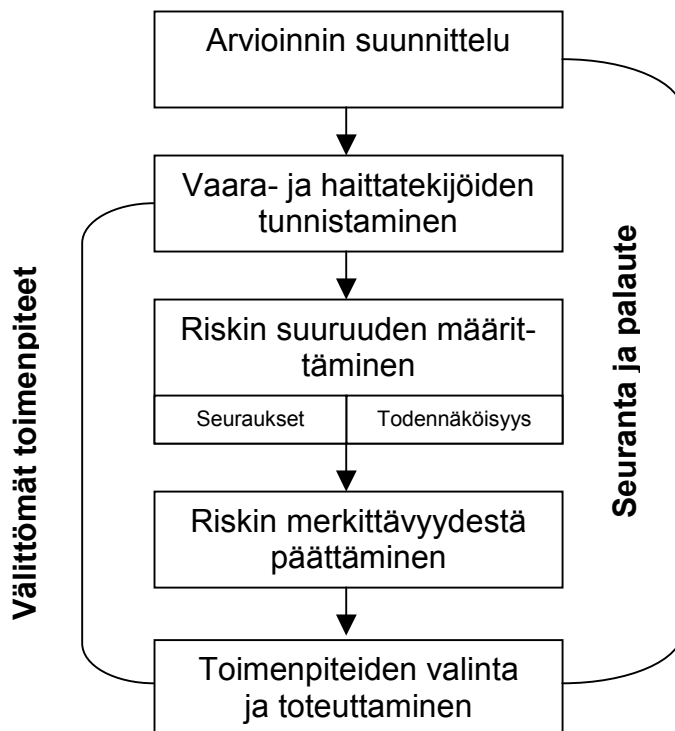 Arvioinnin suunnittelu
Vaara- ja haittatekijöiden
tunnistaminen
Riskin suuruuden määrit-
täminen
Seuraukset
Todennäköisyys
Riskin merkittävyydestä
päättäminen
Toimenpiteiden valinta
ja toteuttaminen
Välittömät toimenpiteet
Seuranta ja palaute